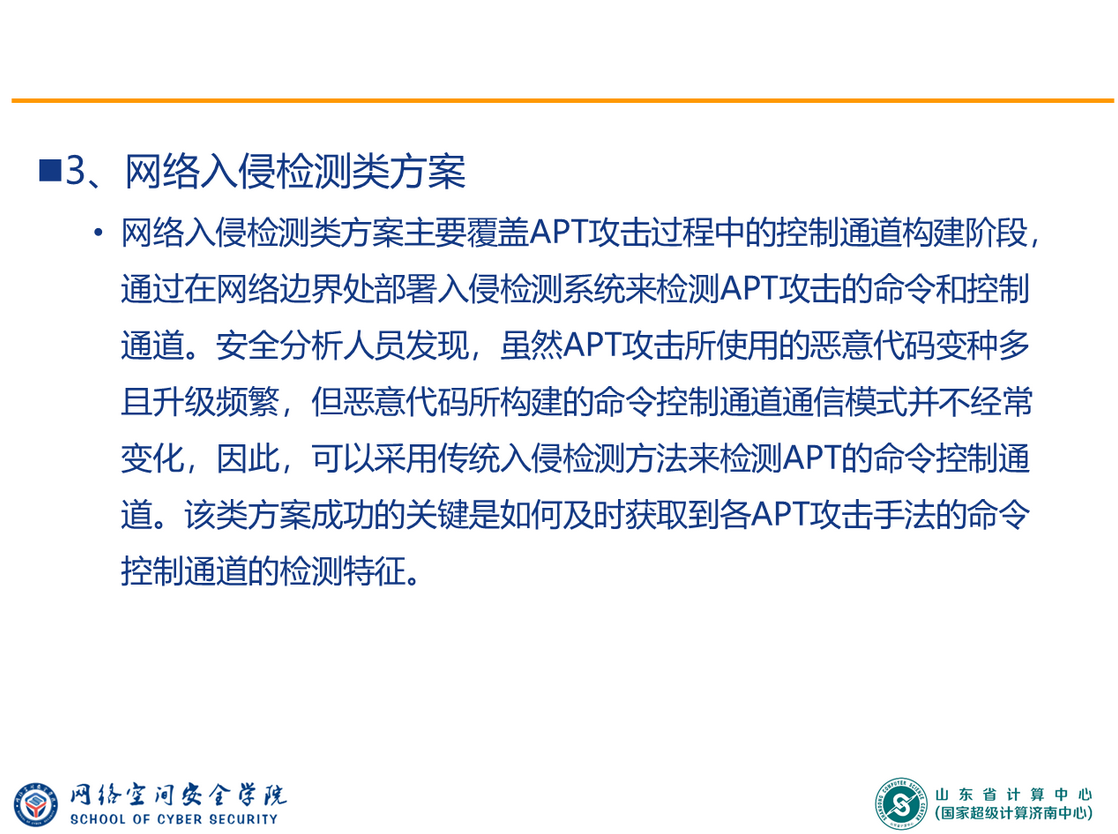 ■3、网络入侵检测类方案
• 网络入侵检测类方案主要覆盖APT攻击过程中的控制通道构建阶段，
通过在网络边界处部署入侵检测系统来检测APT攻击的命令和控制
通道。安全分析人员发现，虽然APT攻击所使用的恶意代码变种多
且升级频繁，但恶意代码所构建的命令控制通道通信模式并不经常
变化，因此，可以采用传统入侵检测方法来检测APT的命令控制通
道。该类方案成功的关键是如何及时获取到各APT攻击手法的命令
控制通道的检测特征。
网络空间安全学院
SCHOOL OF CYBER SECURITY
山东省计算中心
(国家超级计算济南中心)